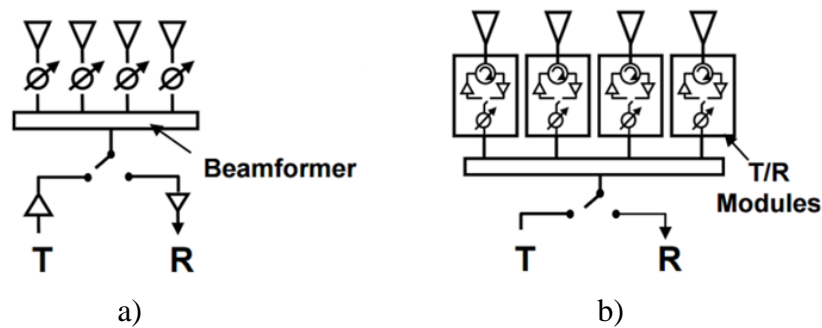 Beamformer
T R
a)
T/R
Modules
T R
b)